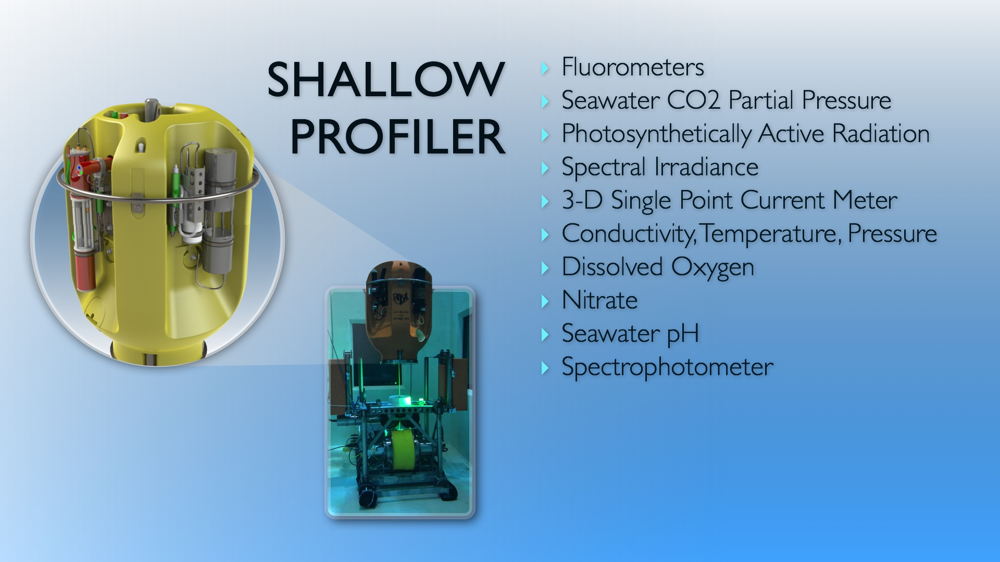 SHALLOW
PROFILER
Fluorometers
Seawater CO2 Partial Pressure
Photosynthetically Active Radiation
Spectral Irradiance
3-D Single Point Current Meter
Conductivity, Temperature, Pressure
Dissolved Oxygen
Nitrate
Seawater pH
Spectrophotometer